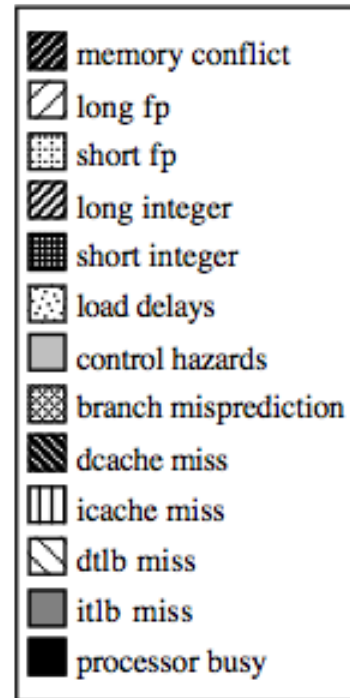 memory conflict
long fp
short fp
long integer
short integer
load delays
control hazards
branch misprediction
dcache miss
icache miss
dtlb miss
itlb miss
processor busy